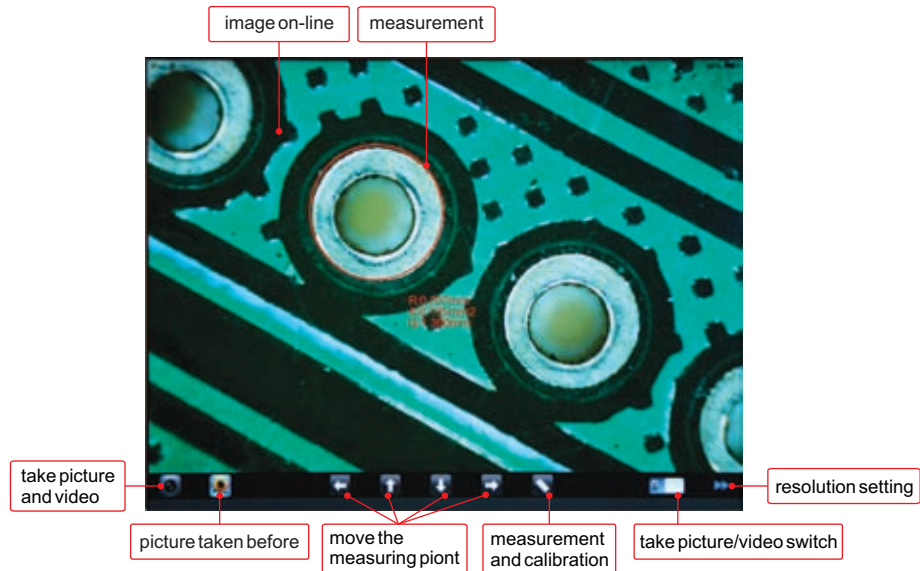 image on-line
measurement
take picture
and video
picture taken before
move the
measuring piont
measurement
and calibration
take picture/video switch
resolution setting